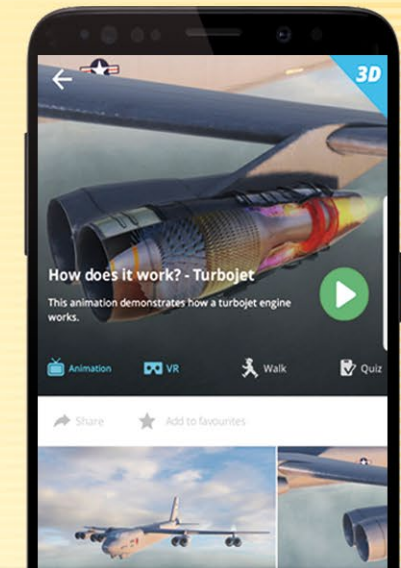 3D
How does it work? - Turbojet
This animation demonstrates how a turbojet engine
works.
Animation VR Walk Quiz
Share Add to favourites